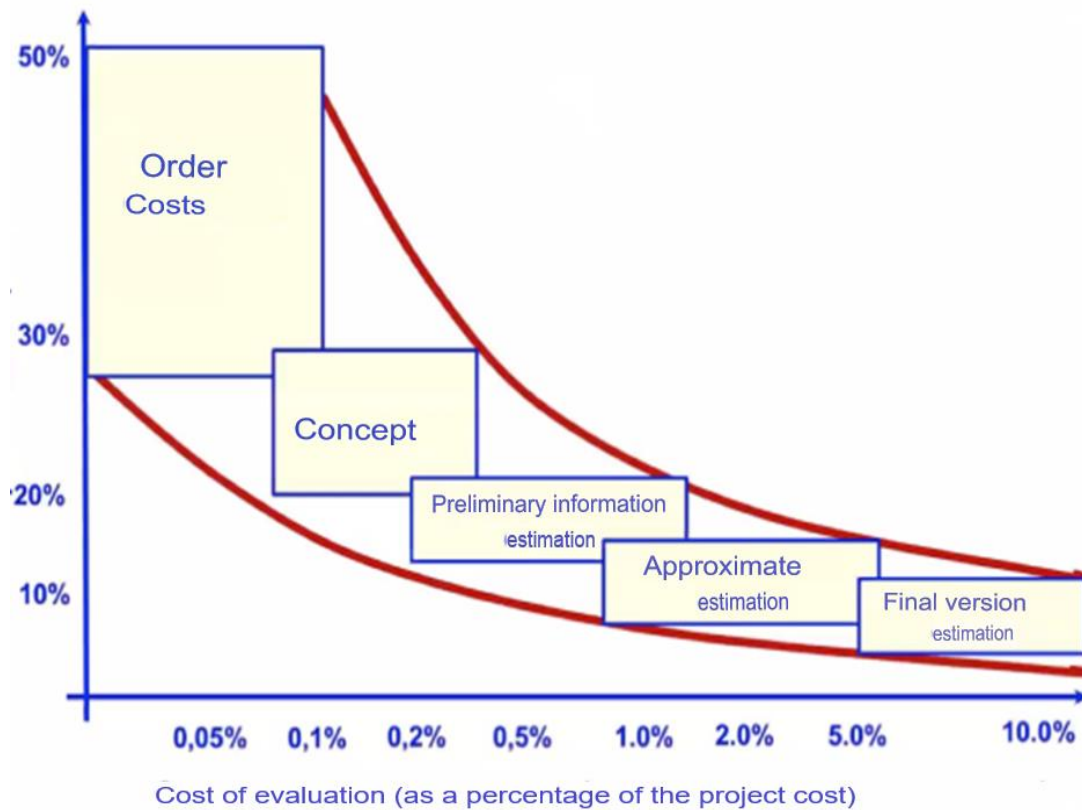 50%
Order
Costs
30%
Concept
20%
Preliminary information
estimation
Approximate
estimation
10%
Final version
estimation
0,05% 0,1% 0,2% 0,5% 1.0% 2.0% 5.0% 10.0%
Cost of evaluation (as a percentage of the project cost)